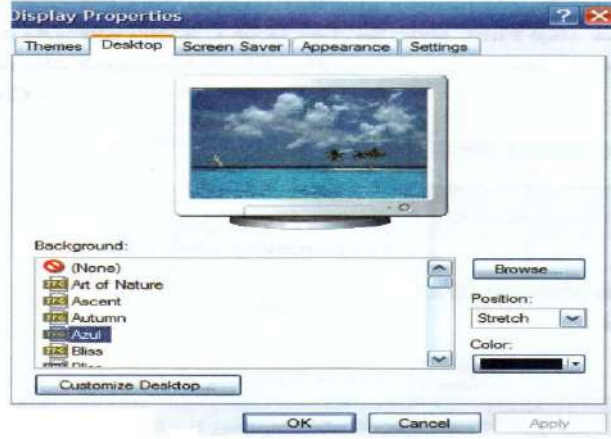 Display Properties
Themes Desktop Screen Saver Appearance Settings
Background:
(None)
Art of Nature
Ascent
Autumn
Azul
Bliss
Browse...
Position:
Stretch
Color:
Customize Desktop...
OK Cancel Apply